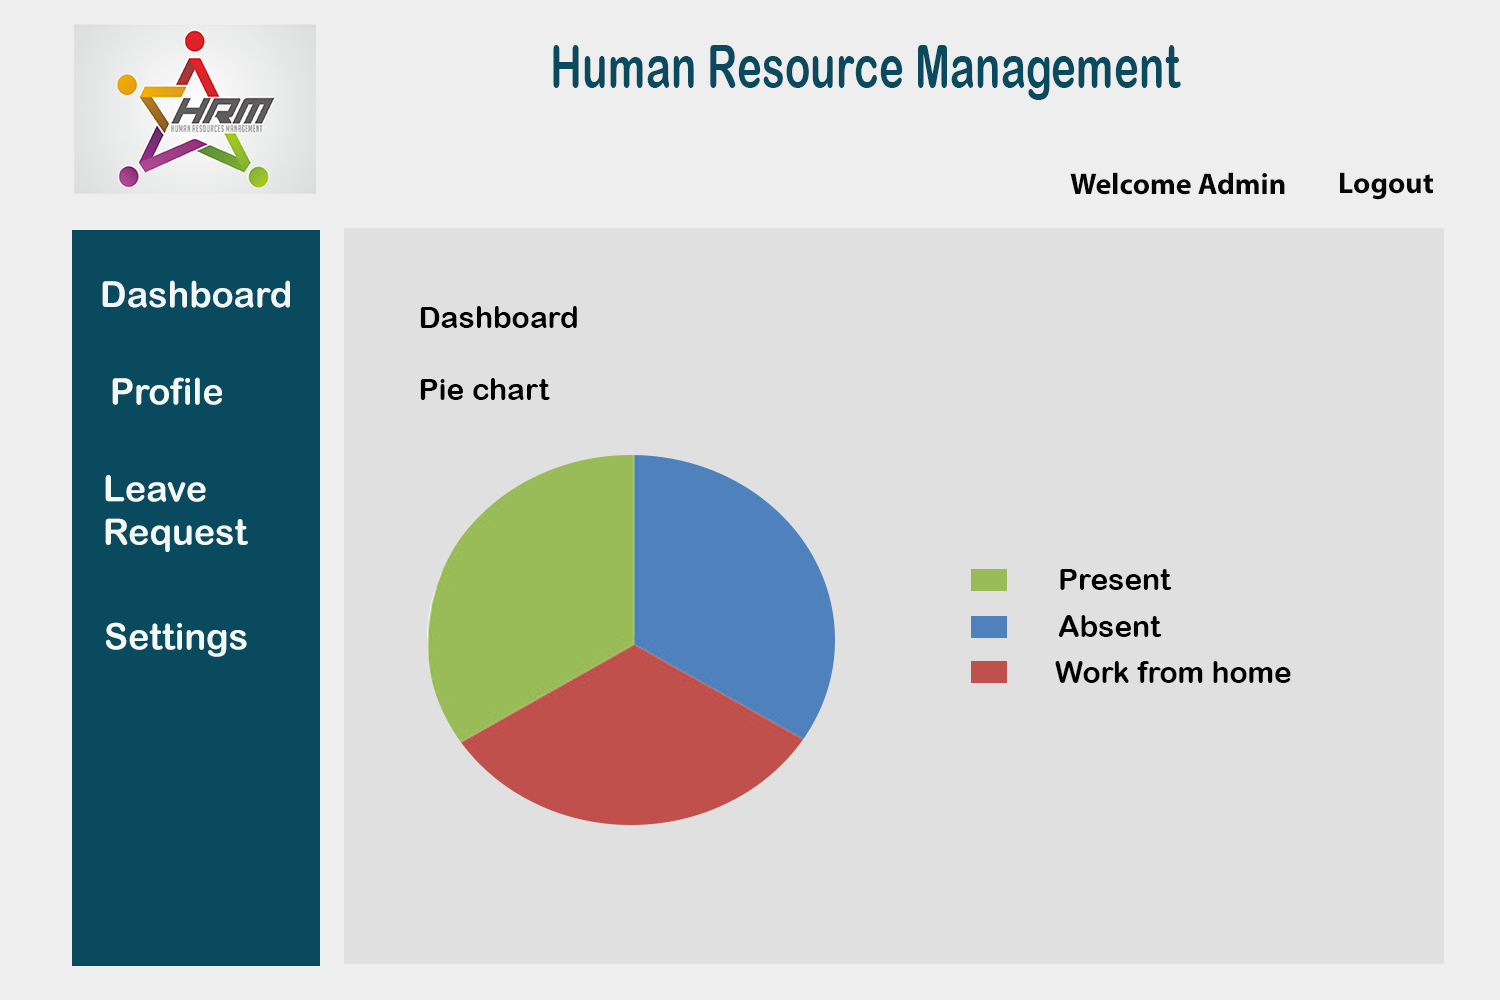 HRM
HUMAN RESOURCES MANAGEMENT
Human Resource Management
Welcome Admin
Logout
Dashboard
Profile
Leave
Request
Settings
Dashboard
Pie chart
Present
Absent
Work from home